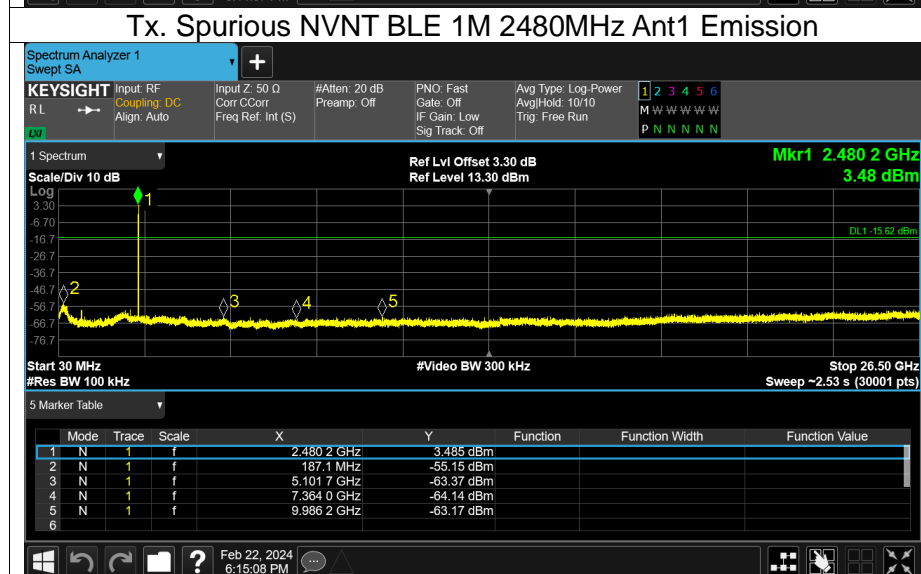 Tx. Spurious NVNT BLE 1M 2480MHz Ant1 Emission
Spectrum Analyzer 1
Swept SA
+
KEYSIGHT
RL
LXI
Input: RF
Coupling: DC
Align: Auto
Input Z: 50 Ω
Corr CCorr
Freq Ref: Int (S)
#Atten: 20 dB
Preamp: Off
PNO: Fast
Gate: Off
IF Gain: Low
Sig Track: Off
Avg Type: Log-Power
Avg|Hold: 10/10
Trig: Free Run
1 2 3 4 5 6
M W W W W W
P N N N N N
1 Spectrum
Scale/Div 10 dB
Ref Lvl Offset 3.30 dB
Ref Level 13.30 dBm
Mkr1 2.480 2 GHz
3.48 dBm
Log
3.30
-6.70
-16.7
-26.7
-36.7
-46.7
-56.7
-66.7
-76.7
1
DL1 -15.62 dBm
2
3
4
5
Start 30 MHz
#Res BW 100 kHz
#Video BW 300 kHz
Stop 26.50 GHz
Sweep ~2.53 s (30001 pts)
5 Marker Table
Mode Trace Scale X Y Function Function Width Function Value
1 N 1 f 2.480 2 GHz 3.485 dBm
2 N 1 f 187.1 MHz -55.15 dBm
3 N 1 f 5.101 7 GHz -63.37 dBm
4 N 1 f 7.364 0 GHz -64.14 dBm
5 N 1 f 9.986 2 GHz -63.17 dBm
6
?
Feb 22, 2024
6:15:08 PM